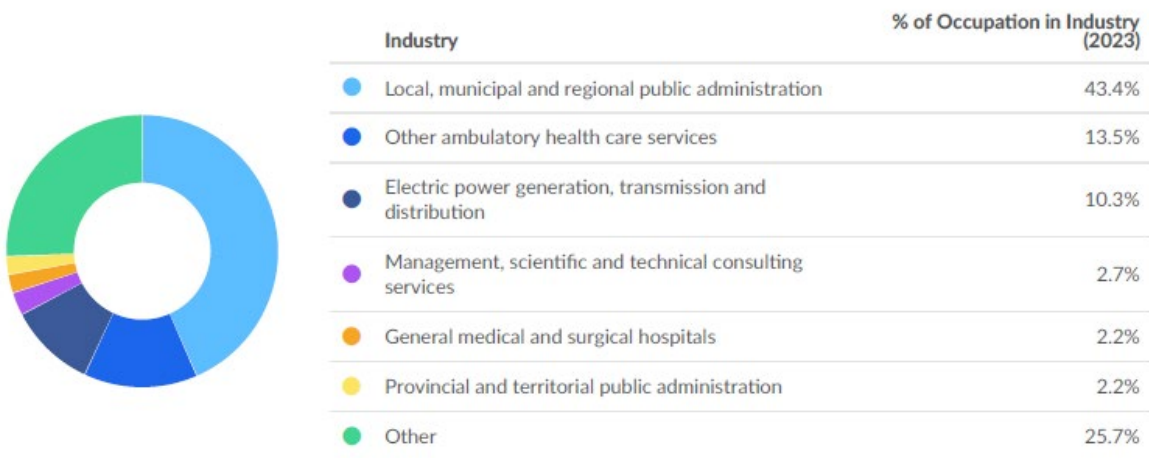 % of Occupation in Industry
Industry
(2023)
Local, municipal and regional public administration
43.4%
Other ambulatory health care services
13.5%
Electric power generation, transmission and
distribution
10.3%
Management, scientific and technical consulting
services
2.7%
General medical and surgical hospitals
2.2%
Provincial and territorial public administration
2.2%
Other
25.7%